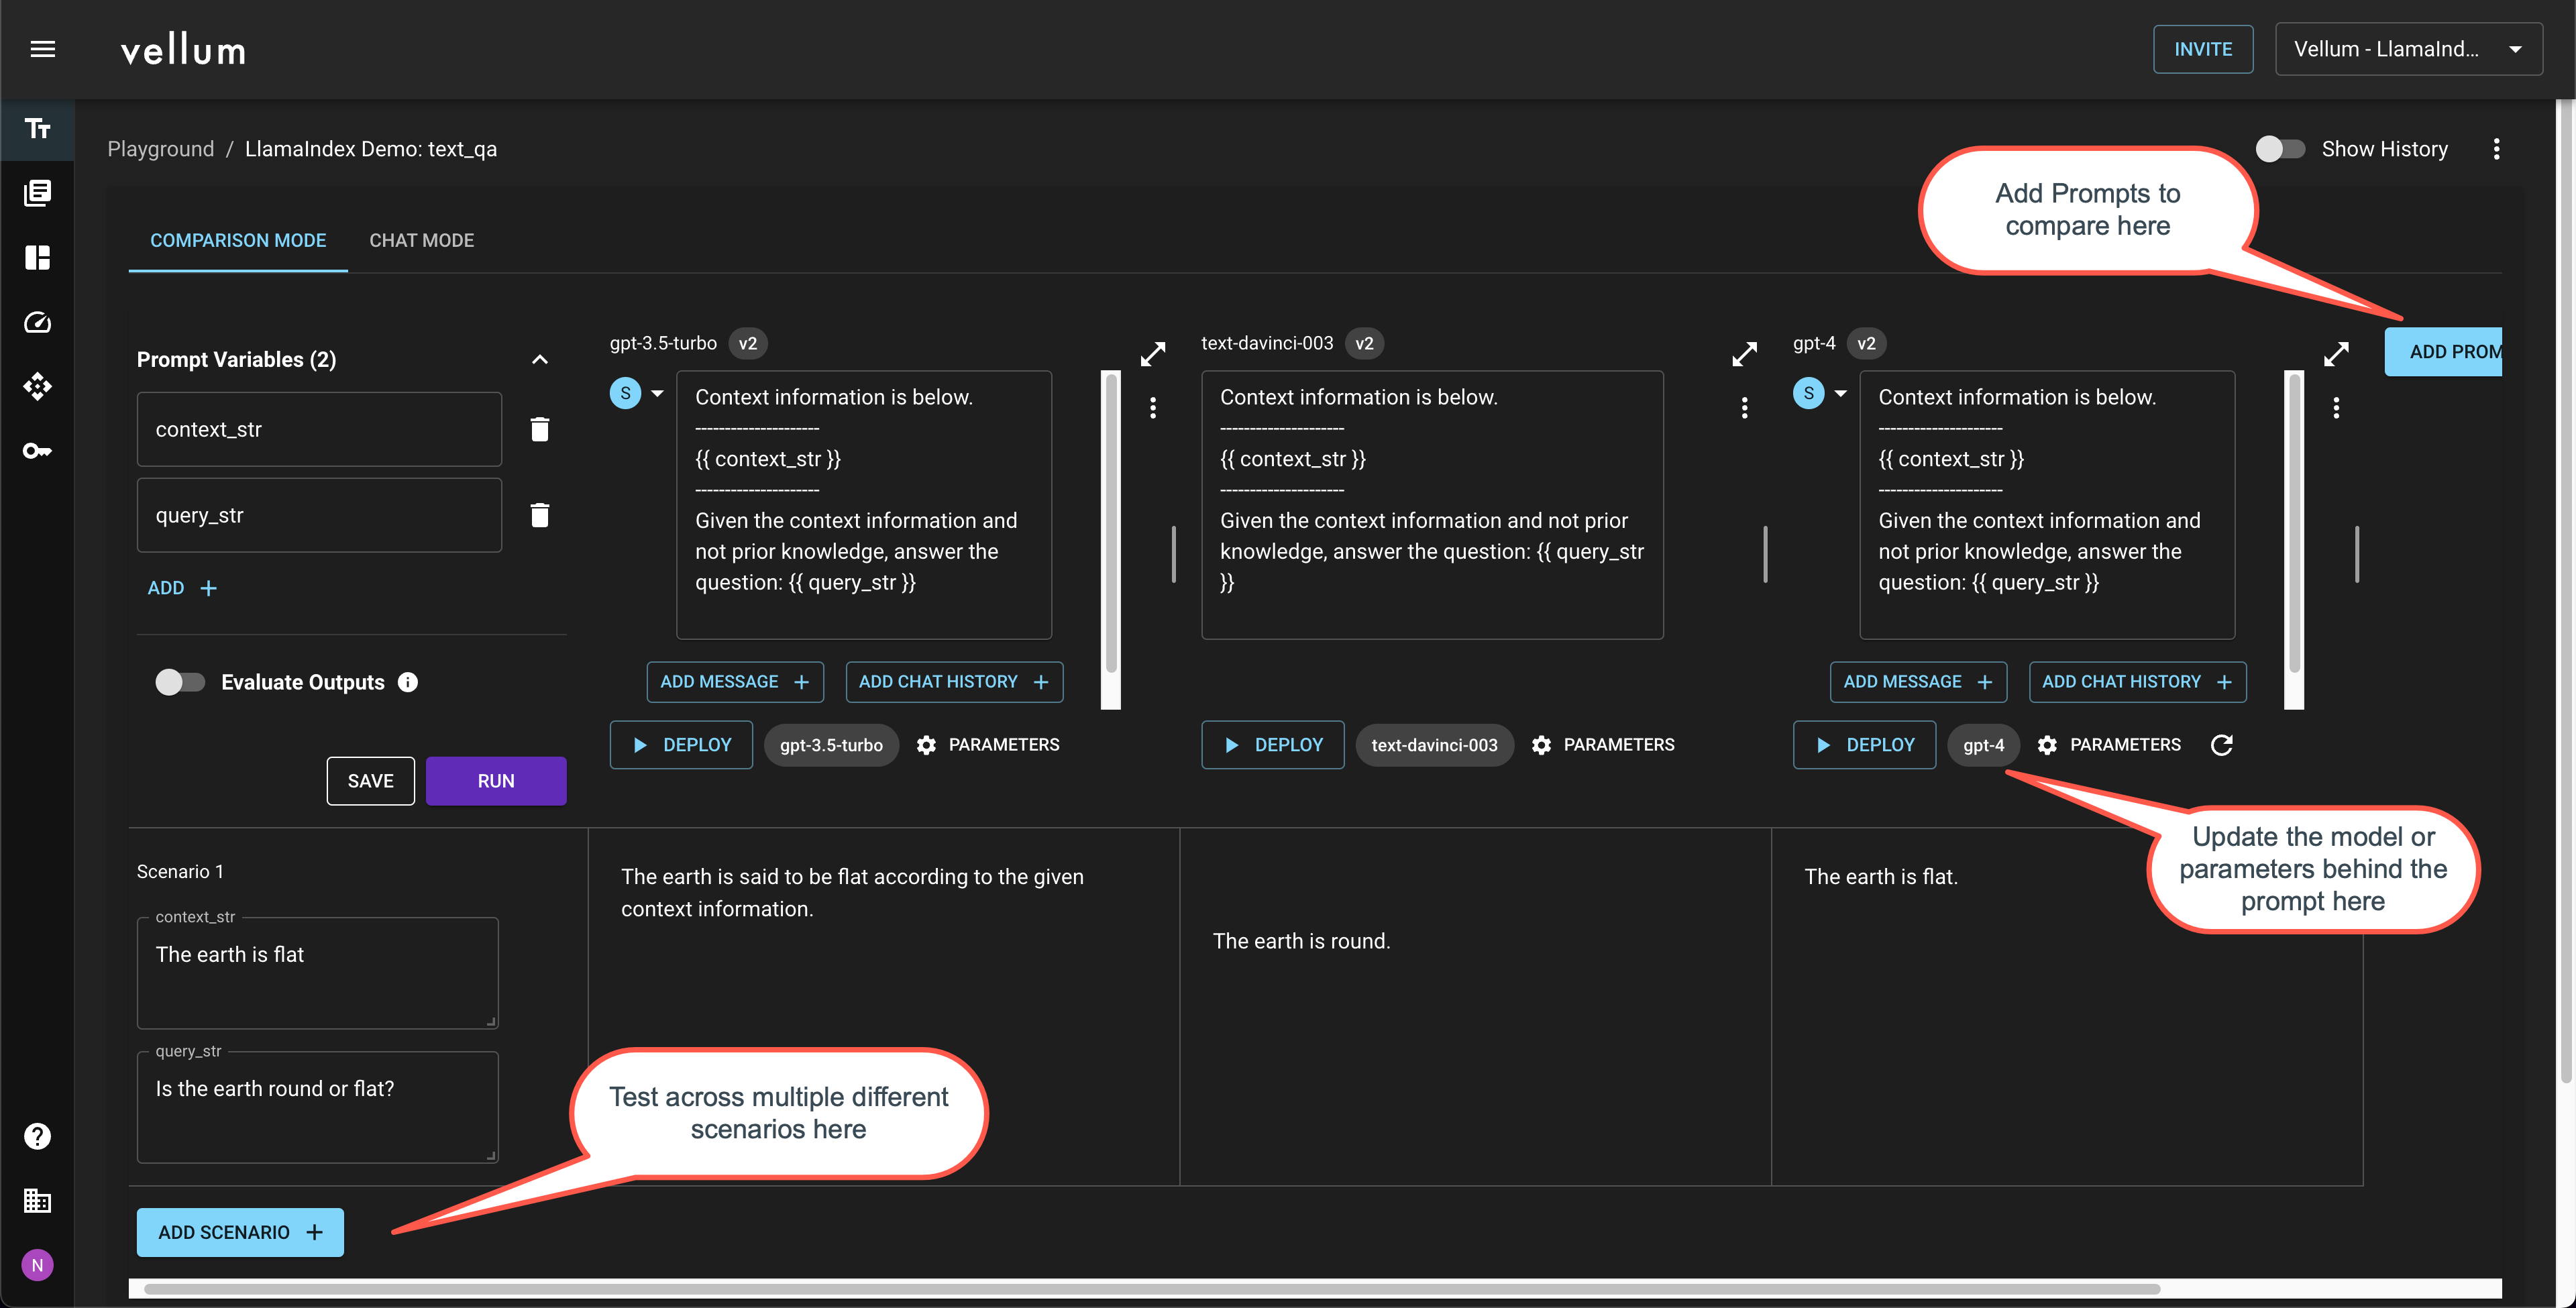 vellum
INVITE
Vellum - LlamaInd...
Tт
Playground / LlamaIndex Demo: text_qa
Show History
Add Prompts to
compare here
COMPARISON MODE
CHAT MODE
Prompt Variables (2)
context_str
query_str
ADD +
Evaluate Outputs
SAVE
RUN
gpt-3.5-turbo v2
S
Context information is below.
---------------------
{{ context_str }}
---------------------
Given the context information and
not prior knowledge, answer the
question: {{ query_str }}
ADD MESSAGE +
ADD CHAT HISTORY +
DEPLOY
gpt-3.5-turbo
PARAMETERS
text-davinci-003 v2
Context information is below.
---------------------
{{ context_str }}
---------------------
Given the context information and not prior
knowledge, answer the question: {{ query_str
}}
DEPLOY
text-davinci-003
PARAMETERS
gpt-4 v2
S
Context information is below.
---------------------
{{ context_str }}
---------------------
Given the context information and
not prior knowledge, answer the
question: {{ query_str }}
ADD MESSAGE +
ADD CHAT HISTORY +
DEPLOY
gpt-4
PARAMETERS
ADD PROM
Update the model or
parameters behind the
prompt here
Scenario 1
context_str
The earth is flat
query_str
Is the earth round or flat?
The earth is said to be flat according to the given
context information.
The earth is round.
The earth is flat.
Test across multiple different
scenarios here
ADD SCENARIO +
N